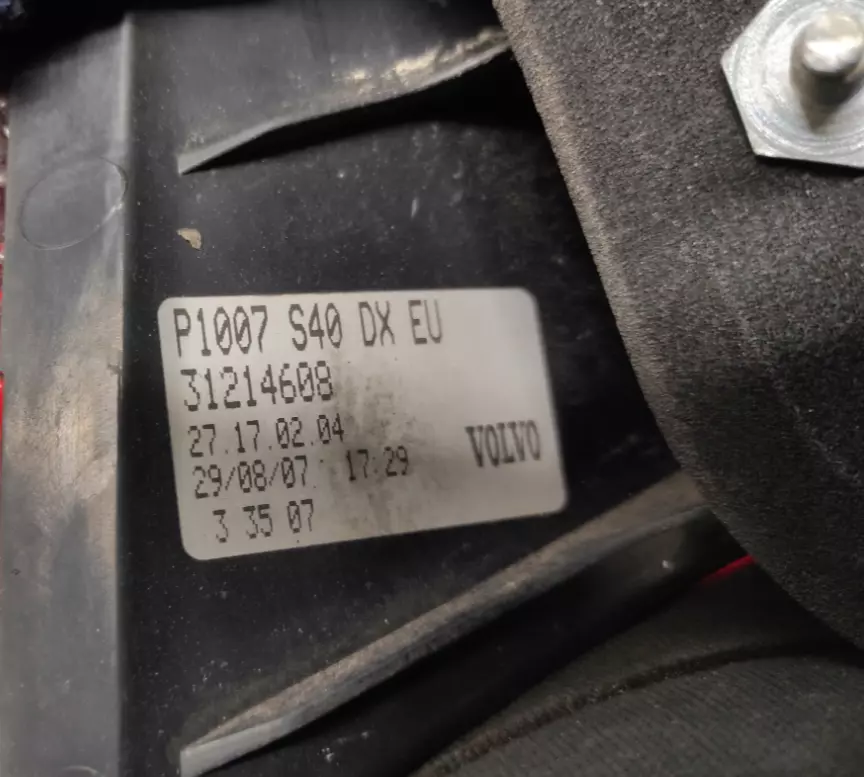 P1007 S40 DX EU
31214608
27.17.02.04
VOLVO
29/08/07 17:29
3 35 07